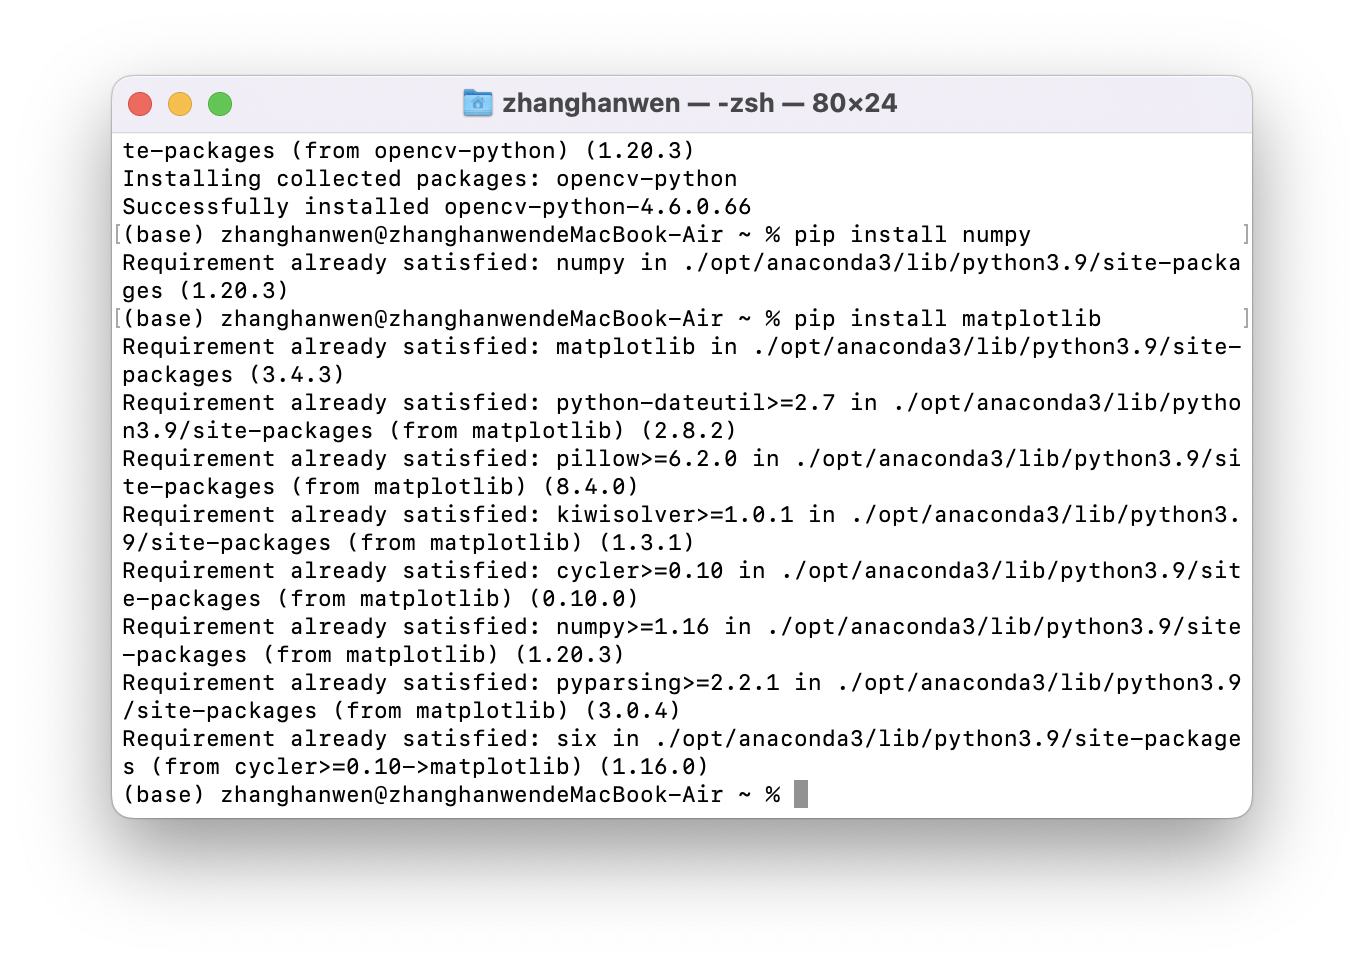 zhanghanwen — -zsh — 80×24
te-packages (from opencv-python) (1.20.3)
Installing collected packages: opencv-python
Successfully installed opencv-python-4.6.0.66
[(base) zhanghanwen@zhanghanwendeMacBook-Air ~ % pip install numpy ]
Requirement already satisfied: numpy in ./opt/anaconda3/lib/python3.9/site-packa
ges (1.20.3)
[(base) zhanghanwen@zhanghanwendeMacBook-Air ~ % pip install matplotlib ]
Requirement already satisfied: matplotlib in ./opt/anaconda3/lib/python3.9/site-
packages (3.4.3)
Requirement already satisfied: python-dateutil>=2.7 in ./opt/anaconda3/lib/pytho
n3.9/site-packages (from matplotlib) (2.8.2)
Requirement already satisfied: pillow>=6.2.0 in ./opt/anaconda3/lib/python3.9/si
te-packages (from matplotlib) (8.4.0)
Requirement already satisfied: kiwisolver>=1.0.1 in ./opt/anaconda3/lib/python3.
9/site-packages (from matplotlib) (1.3.1)
Requirement already satisfied: cycler>=0.10 in ./opt/anaconda3/lib/python3.9/sit
e-packages (from matplotlib) (0.10.0)
Requirement already satisfied: numpy>=1.16 in ./opt/anaconda3/lib/python3.9/site
-packages (from matplotlib) (1.20.3)
Requirement already satisfied: pyparsing>=2.2.1 in ./opt/anaconda3/lib/python3.9
/site-packages (from matplotlib) (3.0.4)
Requirement already satisfied: six in ./opt/anaconda3/lib/python3.9/site-package
s (from cycler>=0.10->matplotlib) (1.16.0)
(base) zhanghanwen@zhanghanwendeMacBook-Air ~ %